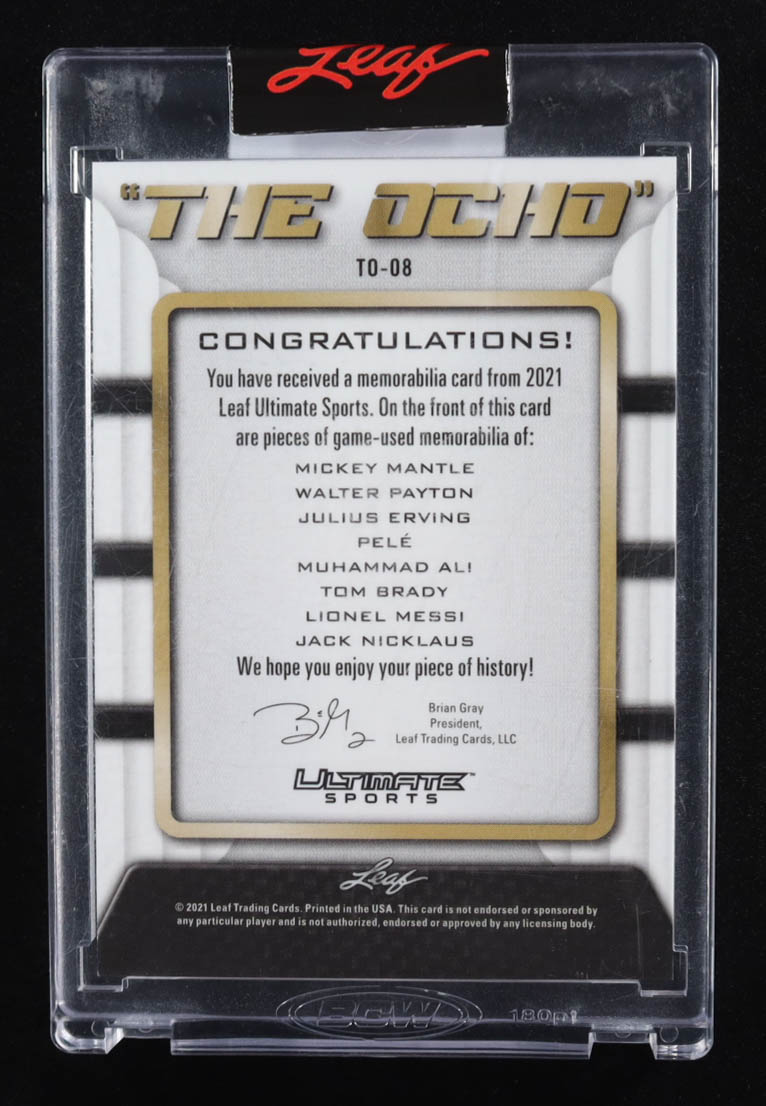 Leaf
"THE OCHO"
TO-08
CONGRATULATIONS!
You have received a memorabilia card from 2021
Leaf Ultimate Sports. On the front of this card
are pieces of game-used memorabilia of:
MICKEY MANTLE
WALTER PAYTON
JULIUS ERVING
PELÉ
MUHAMMAD ALI
TOM BRADY
LIONEL MESSI
JACK NICKLAUS
We hope you enjoy your piece of history!
Brian Gray
President,
Leaf Trading Cards, LLC
ULTIMATE™
SPORTS
Leaf
© 2021 Leaf Trading Cards. Printed in the USA. This card is not endorsed or sponsored by
any particular player and is not authorized, endorsed or approved by any licensing body.
BCW 180pt